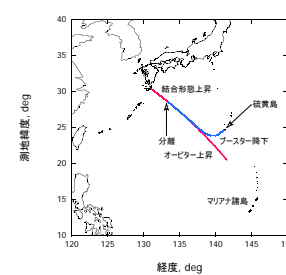 40
35
30
25
20
15
10
120
125
130
135
140
145
15
測地緯度, deg
経度, deg
結合形態上昇
硫黄島
分離
ブースター降下
オービター上昇
マリアナ諸島